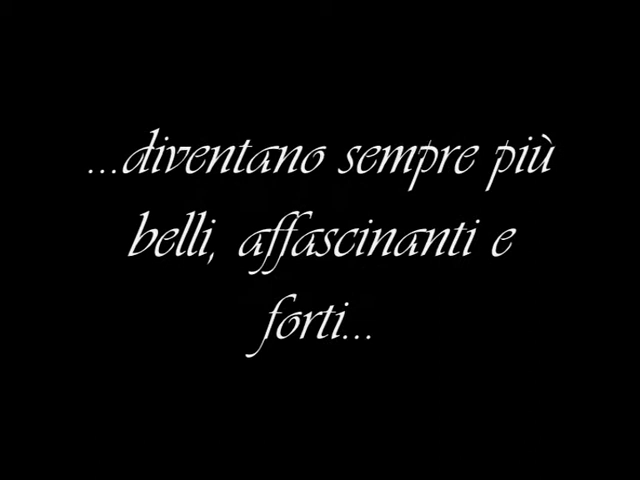 ...diventano sempre più
belli, affascinanti e
forti...